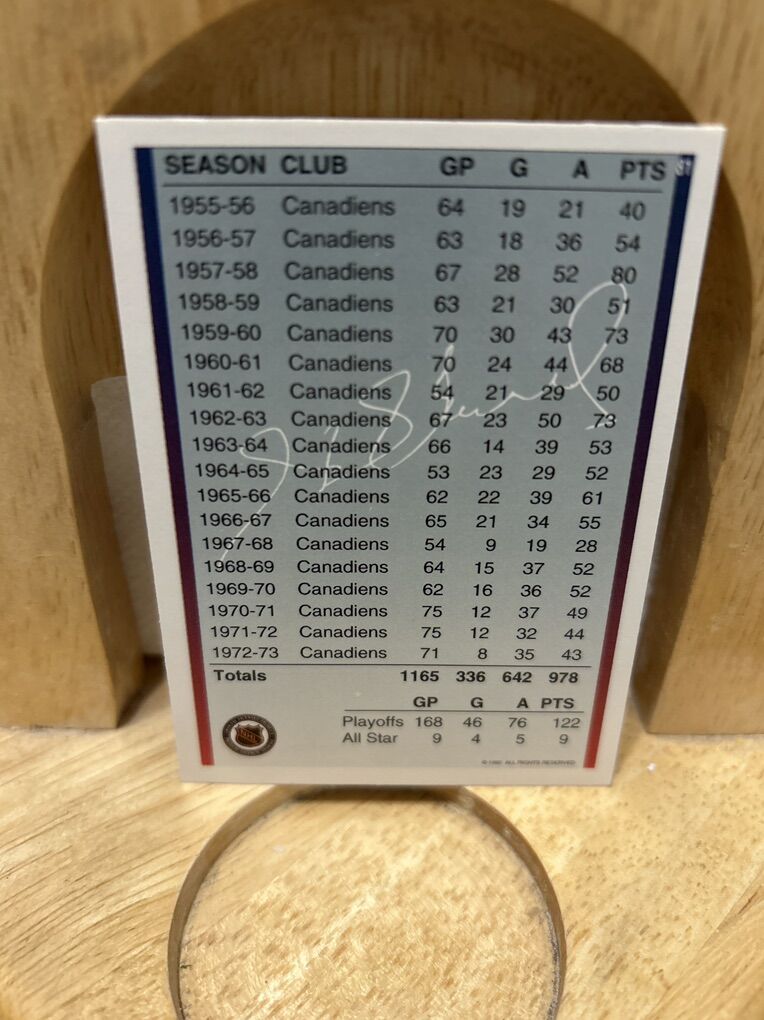 SEASON CLUB GP G A PTS 81
1955-56 Canadiens 64 19 21 40
1956-57 Canadiens 63 18 36 54
1957-58 Canadiens 67 28 52 80
1958-59 Canadiens 63 21 30 51
1959-60 Canadiens 70 30 43 73
1960-61 Canadiens 70 24 44 68
1961-62 Canadiens 54 21 29 50
1962-63 Canadiens 67 23 50 73
1963-64 Canadiens 66 14 39 53
1964-65 Canadiens 53 23 29 52
1965-66 Canadiens 62 22 39 61
1966-67 Canadiens 65 21 34 55
1967-68 Canadiens 54 9 19 28
1968-69 Canadiens 64 15 37 52
1969-70 Canadiens 62 16 36 52
1970-71 Canadiens 75 12 37 49
1971-72 Canadiens 75 12 32 44
1972-73 Canadiens 71 8 35 43
Totals 1165 336 642 978
GP G A PTS
Playoffs 168 46 76 122
All Star 9 4 5 9
NHL
ALL RIGHTS RESERVED